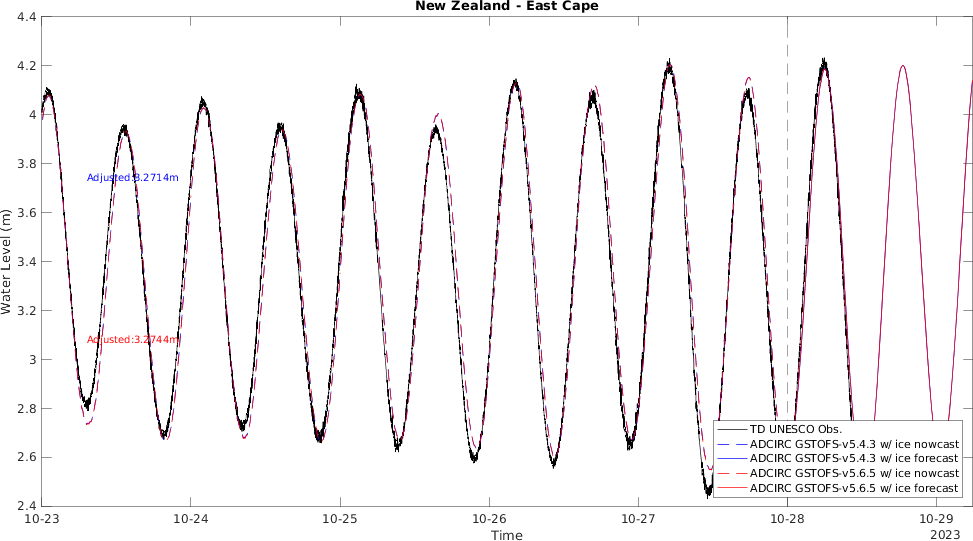 New Zealand - East Cape
4.4
4.2
4
3.8
3.6
3.4
3.2
3
2.8
2.6
2.4
Water Level (m)
Adjusted:3.2714m
Adjusted:3.2744m
TD UNESCO Obs.
ADCIRC GSTOFS-v5.4.3 w/ ice nowcast
ADCIRC GSTOFS-v5.4.3 w/ ice forecast
ADCIRC GSTOFS-v5.6.5 w/ ice nowcast
ADCIRC GSTOFS-v5.6.5 w/ ice forecast
10-23 10-24 10-25 10-26 10-27 10-28 10-29
Time 2023